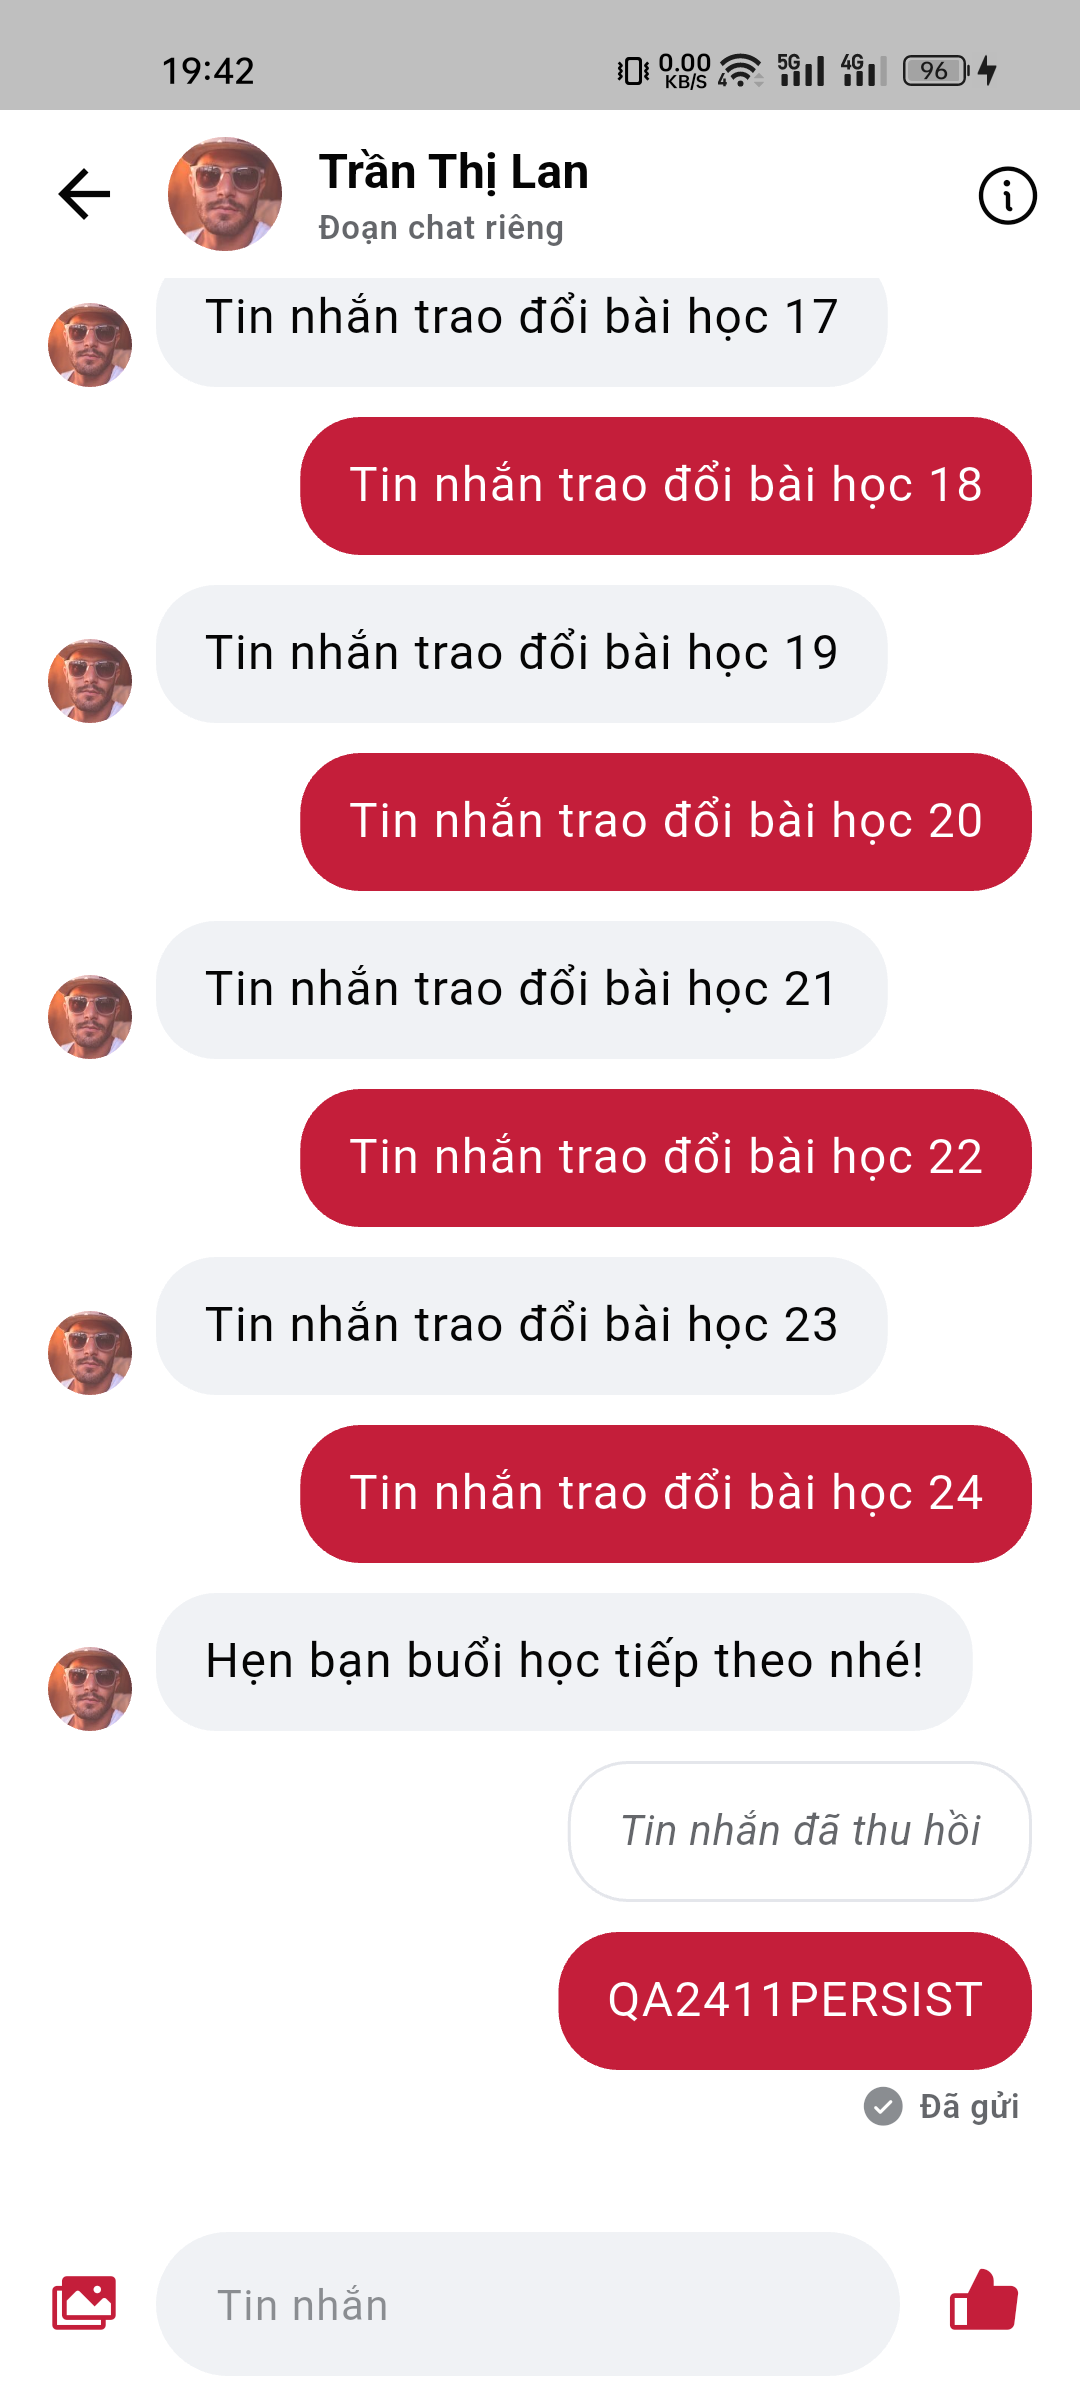 19:42
0.00
KB/S
4
5G
4G
96
Trần Thị Lan
Đoạn chat riêng
Tin nhắn trao đổi bài học 17
Tin nhắn trao đổi bài học 18
Tin nhắn trao đổi bài học 19
Tin nhắn trao đổi bài học 20
Tin nhắn trao đổi bài học 21
Tin nhắn trao đổi bài học 22
Tin nhắn trao đổi bài học 23
Tin nhắn trao đổi bài học 24
Hẹn bạn buổi học tiếp theo nhé!
Tin nhắn đã thu hồi
QA2411PERSIST
Đã gửi
Tin nhắn